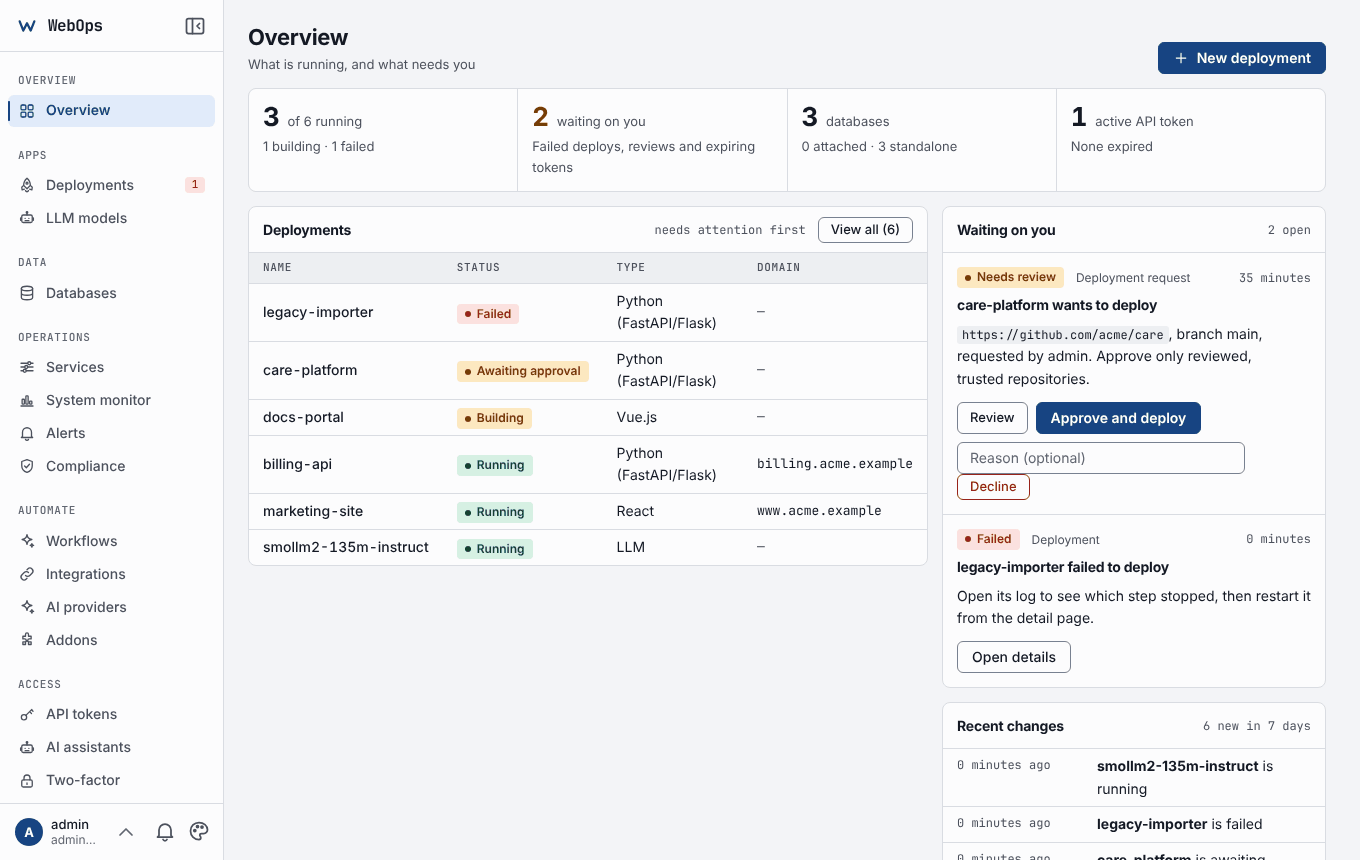 WebOps
OVERVIEW
Overview
APPS
Deployments 1
LLM models
DATA
Databases
OPERATIONS
Services
System monitor
Alerts
Compliance
AUTOMATE
Workflows
Integrations
AI providers
Addons
ACCESS
API tokens
AI assistants
Two-factor
A admin
admin...
Overview
What is running, and what needs you
+ New deployment
3 of 6 running
1 building · 1 failed
2 waiting on you
Failed deploys, reviews and expiring
tokens
3 databases
0 attached · 3 standalone
1 active API token
None expired
Deployments needs attention first View all (6)
NAME STATUS TYPE DOMAIN
legacy-importer Failed Python
(FastAPI/Flask) —
care-platform Awaiting approval Python
(FastAPI/Flask) —
docs-portal Building Vue.js —
billing-api Running Python
(FastAPI/Flask) billing.acme.example
marketing-site Running React www.acme.example
smollm2-135m-instruct Running LLM —
Waiting on you 2 open
Needs review Deployment request 35 minutes
care-platform wants to deploy
https://github.com/acme/care , branch main,
requested by admin. Approve only reviewed,
trusted repositories.
Review Approve and deploy
Reason (optional)
Decline
Failed Deployment 0 minutes
legacy-importer failed to deploy
Open its log to see which step stopped, then restart it
from the detail page.
Open details
Recent changes 6 new in 7 days
0 minutes ago smollm2-135m-instruct is
running
0 minutes ago legacy-importer is failed
0 minutes ago care-platform is awaiting